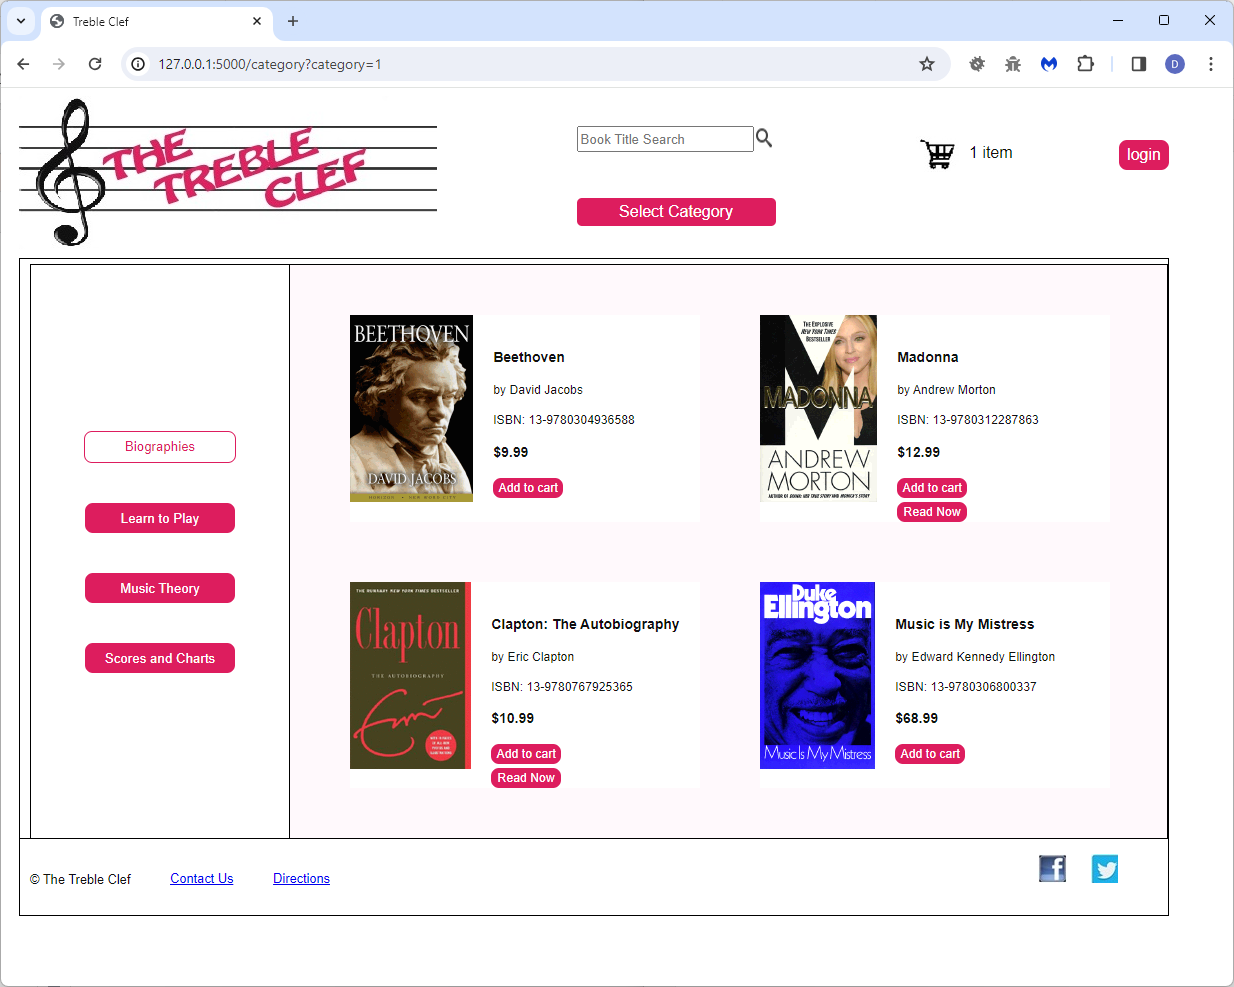 Treble Clef
127.0.0.1:5000/category?category=1
D
THE
TREBLE
CLEF
Book Title Search
1 item
login
Select Category
Biographies
Learn to Play
Music Theory
Scores and Charts
BEETHOVEN
DAVID JACOBS
Beethoven
by David Jacobs
ISBN: 13-9780304936588
$9.99
Add to cart
THE EXPLOSIVE
NEW YORK TIMES
BESTSELLER
MADONNA
ANDREW
MORTON
Madonna
by Andrew Morton
ISBN: 13-9780312287863
$12.99
Add to cart
Read Now
THE RUNAWAY NEW YORK TIMES BESTSELLER
Clapton
THE AUTOBIOGRAPHY
Clapton: The Autobiography
by Eric Clapton
ISBN: 13-9780767925365
$10.99
Add to cart
Read Now
Duke
Ellington
Music Is My Mistress
Music is My Mistress
by Edward Kennedy Ellington
ISBN: 13-9780306800337
$68.99
Add to cart
© The Treble Clef
Contact Us
Directions